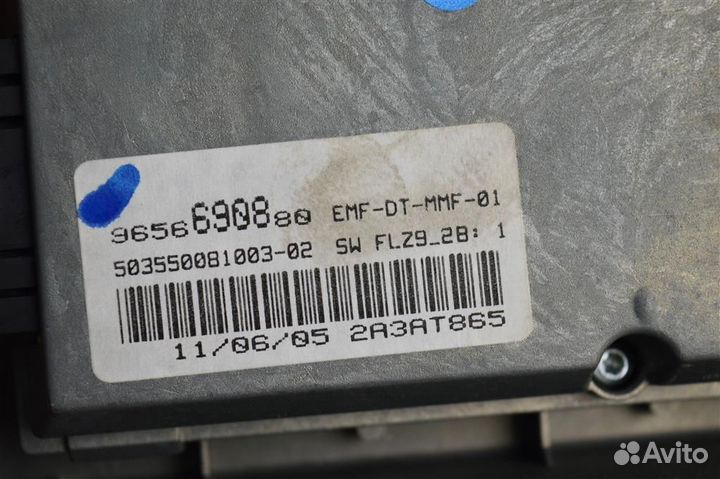 9656690880 EMF-DT-MMF-01
503550081003-02 SW FLZ9_2B: 1
11/06/05 2A3AT865
Avito